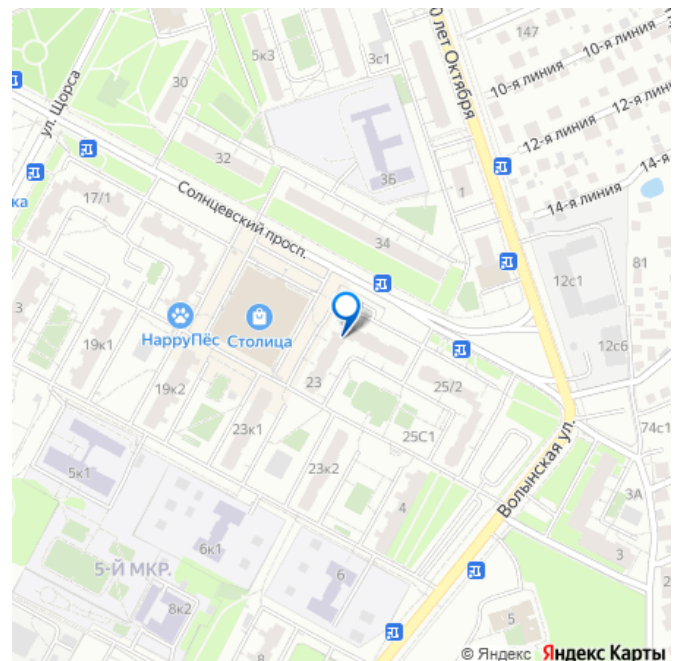 147
10-я линия
10-я линия
0 лет Октября
5к3
3с1
30
12-я линия
12-я линия
ул. Щорса
32
3Б
14-я линия
14-я линия
1
17/1
ка
Солнцевский просп.
34
81
12с1
3
НарруПёс
Столица
19к1
12с6
19к2
23
25/2
74с1
23к1
25С1
Волынская ул.
5к1
23к2
4
3А
6к1
3
5-Й МКР.
6
2
8к2
5
© Яндекс Яндекс Карты